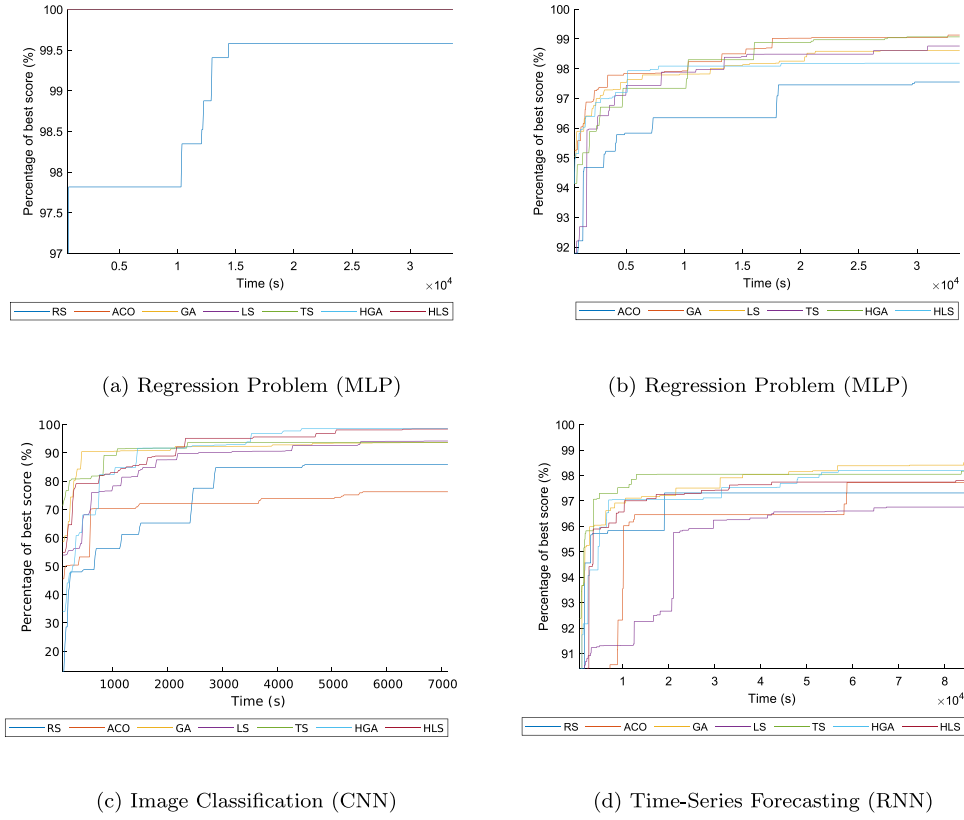 Percentage of best score (%)
100
99.5
99
98.5
98
97.5
97
0.5 1 1.5 2 2.5 3
Time (s)
×10⁴
RS ACO GA LS TS HGA HLS
(a) Regression Problem (MLP)
Percentage of best score (%)
100
99
98
97
96
95
94
93
92
0.5 1 1.5 2 2.5 3
Time (s)
×10⁴
ACO GA LS TS HGA HLS
(b) Regression Problem (MLP)
Percentage of best score (%)
100
90
80
70
60
50
40
30
20
1000 2000 3000 4000 5000 6000 7000
Time (s)
RS ACO GA LS TS HGA HLS
(c) Image Classification (CNN)
Percentage of best score (%)
100
99
98
97
96
95
94
93
92
91
1 2 3 4 5 6 7 8
Time (s)
×10⁴
RS ACO GA LS TS HGA HLS
(d) Time-Series Forecasting (RNN)